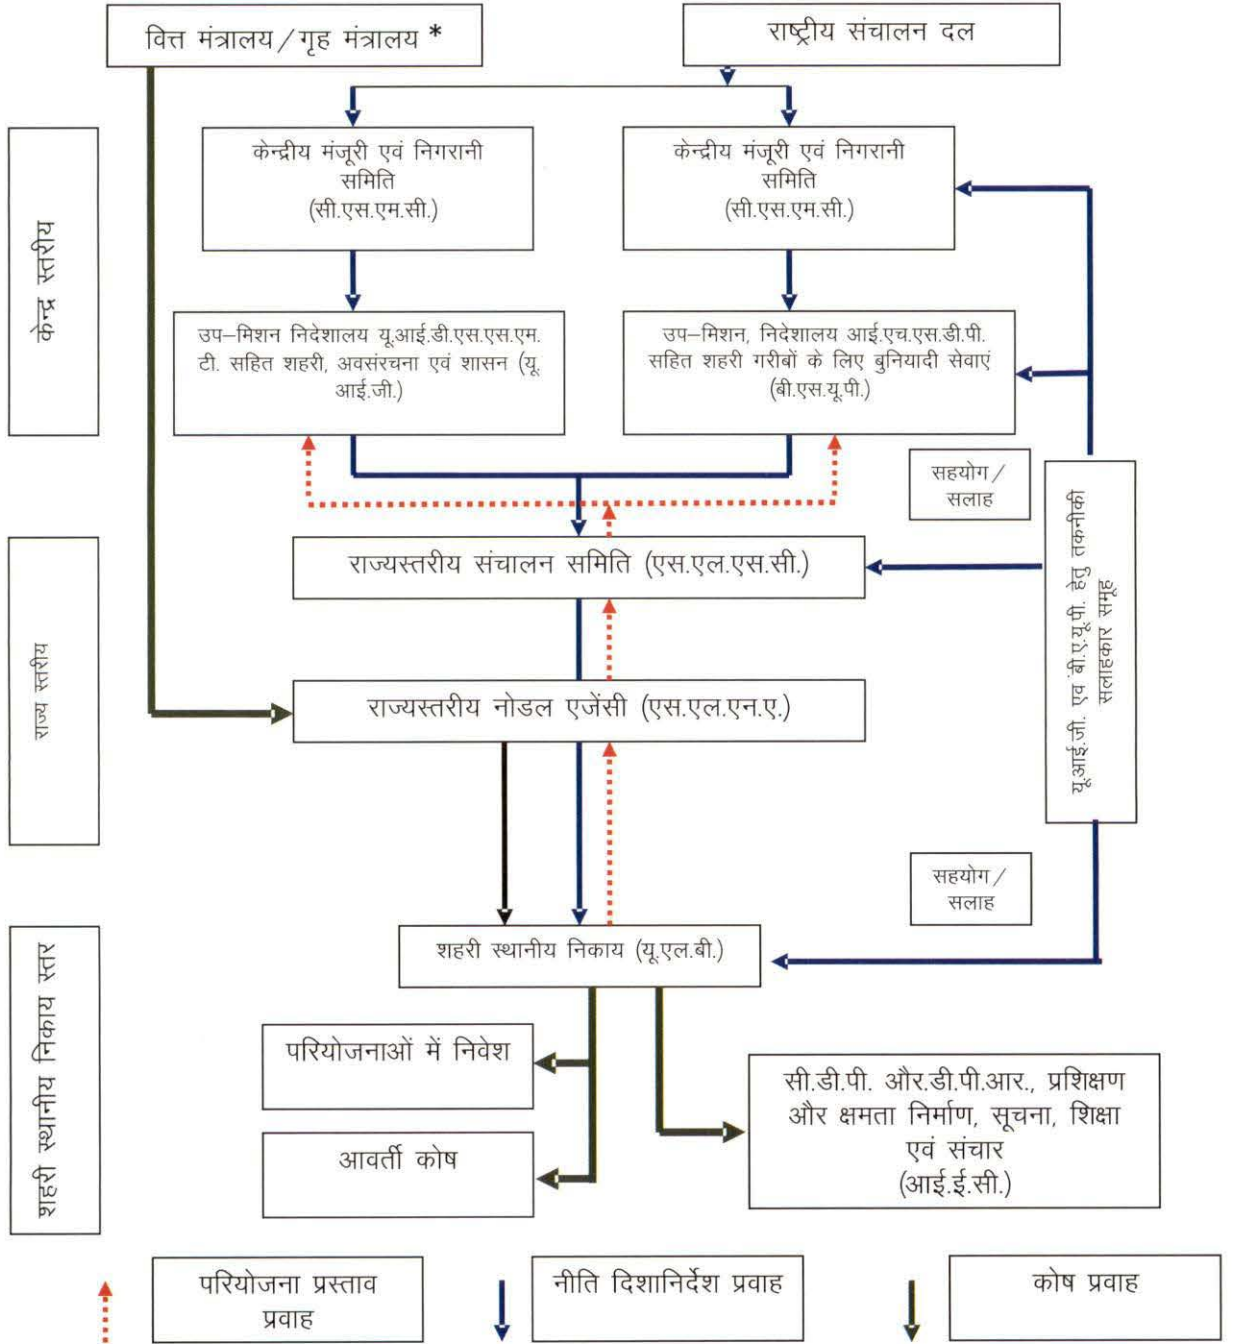 वित्त मंत्रालय / गृह मंत्रालय *
राष्ट्रीय संचालन दल
केन्द्र स्तरीय
केन्द्रीय मंजूरी एवं निगरानी
समिति
(सी.एस.एम.सी.)
केन्द्रीय मंजूरी एवं निगरानी
समिति
(सी.एस.एम.सी.)
उप–मिशन निदेशालय यू.आई.डी.एस.एस.एम.
टी. सहित शहरी, अवसंरचना एवं शासन (यू.
आई.जी.)
उप–मिशन, निदेशालय आई.एच.एस.डी.पी.
सहित शहरी गरीबों के लिए बुनियादी सेवाएं
(बी.एस.यू.पी.)
सहयोग /
सलाह
यू.आई.जी. एवं बी.ए.यू.पी. हेतु तकनीकी
सलाहकार समूह
राज्य स्तरीय
राज्यस्तरीय संचालन समिति (एस.एल.एस.सी.)
राज्यस्तरीय नोडल एजेंसी (एस.एल.एन.ए.)
सहयोग /
सलाह
शहरी स्थानीय निकाय स्तर
शहरी स्थानीय निकाय (यू.एल.बी.)
परियोजनाओं में निवेश
आवर्ती कोष
सी.डी.पी. और.डी.पी.आर., प्रशिक्षण
और क्षमता निर्माण, सूचना, शिक्षा
एवं संचार
(आई.ई.सी.)
परियोजना प्रस्ताव
प्रवाह
नीति दिशानिर्देश प्रवाह
कोष प्रवाह